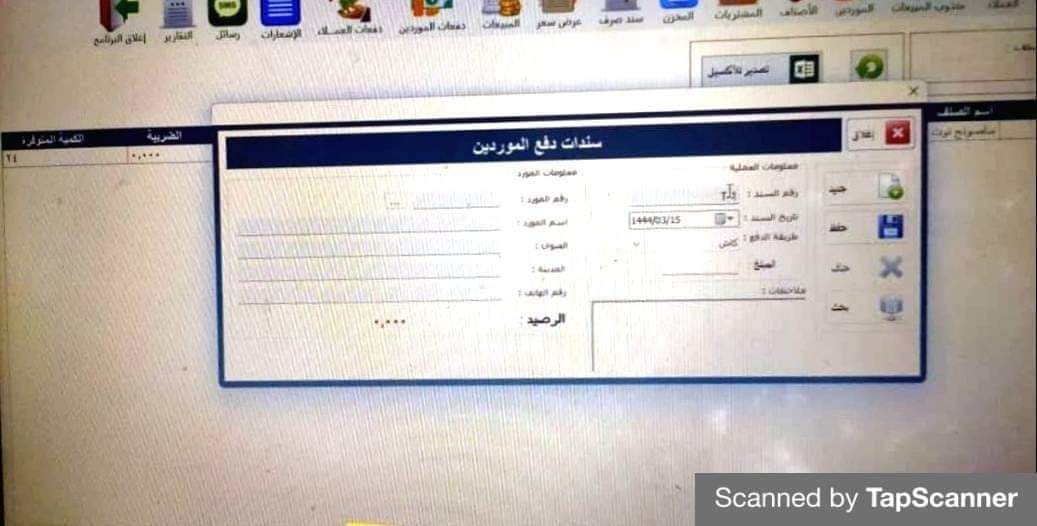 العملاء
مندوب المبيعات
الموردين
الأصناف
المشتريات
المخزن
سند صرف
عرض سعر
المبيعات
دفعات الموردين
دفعات العملاء
الإشعارات
رسائل
SMS
التقارير
إغلاق البرنامج
تصدير للاكسيل
اسم الصنف
الضريبة
الكمية المتوفرة
سامسونج نوت
٠,٠٠٠
٢٤
سندات دفع الموردين
إغلاق
معلومات العملية
رقم السند :
تاريخ السند :
1444/03/15
طريقة الدفع :
كاش
المبلغ
ملاحظات :
معلومات المورد
رقم المورد :
...
اسم المورد :
العنوان :
المدينة :
رقم الهاتف :
الرصيد :
٠,٠٠٠
جديد
حفظ
حذف
بحث
Scanned by TapScanner